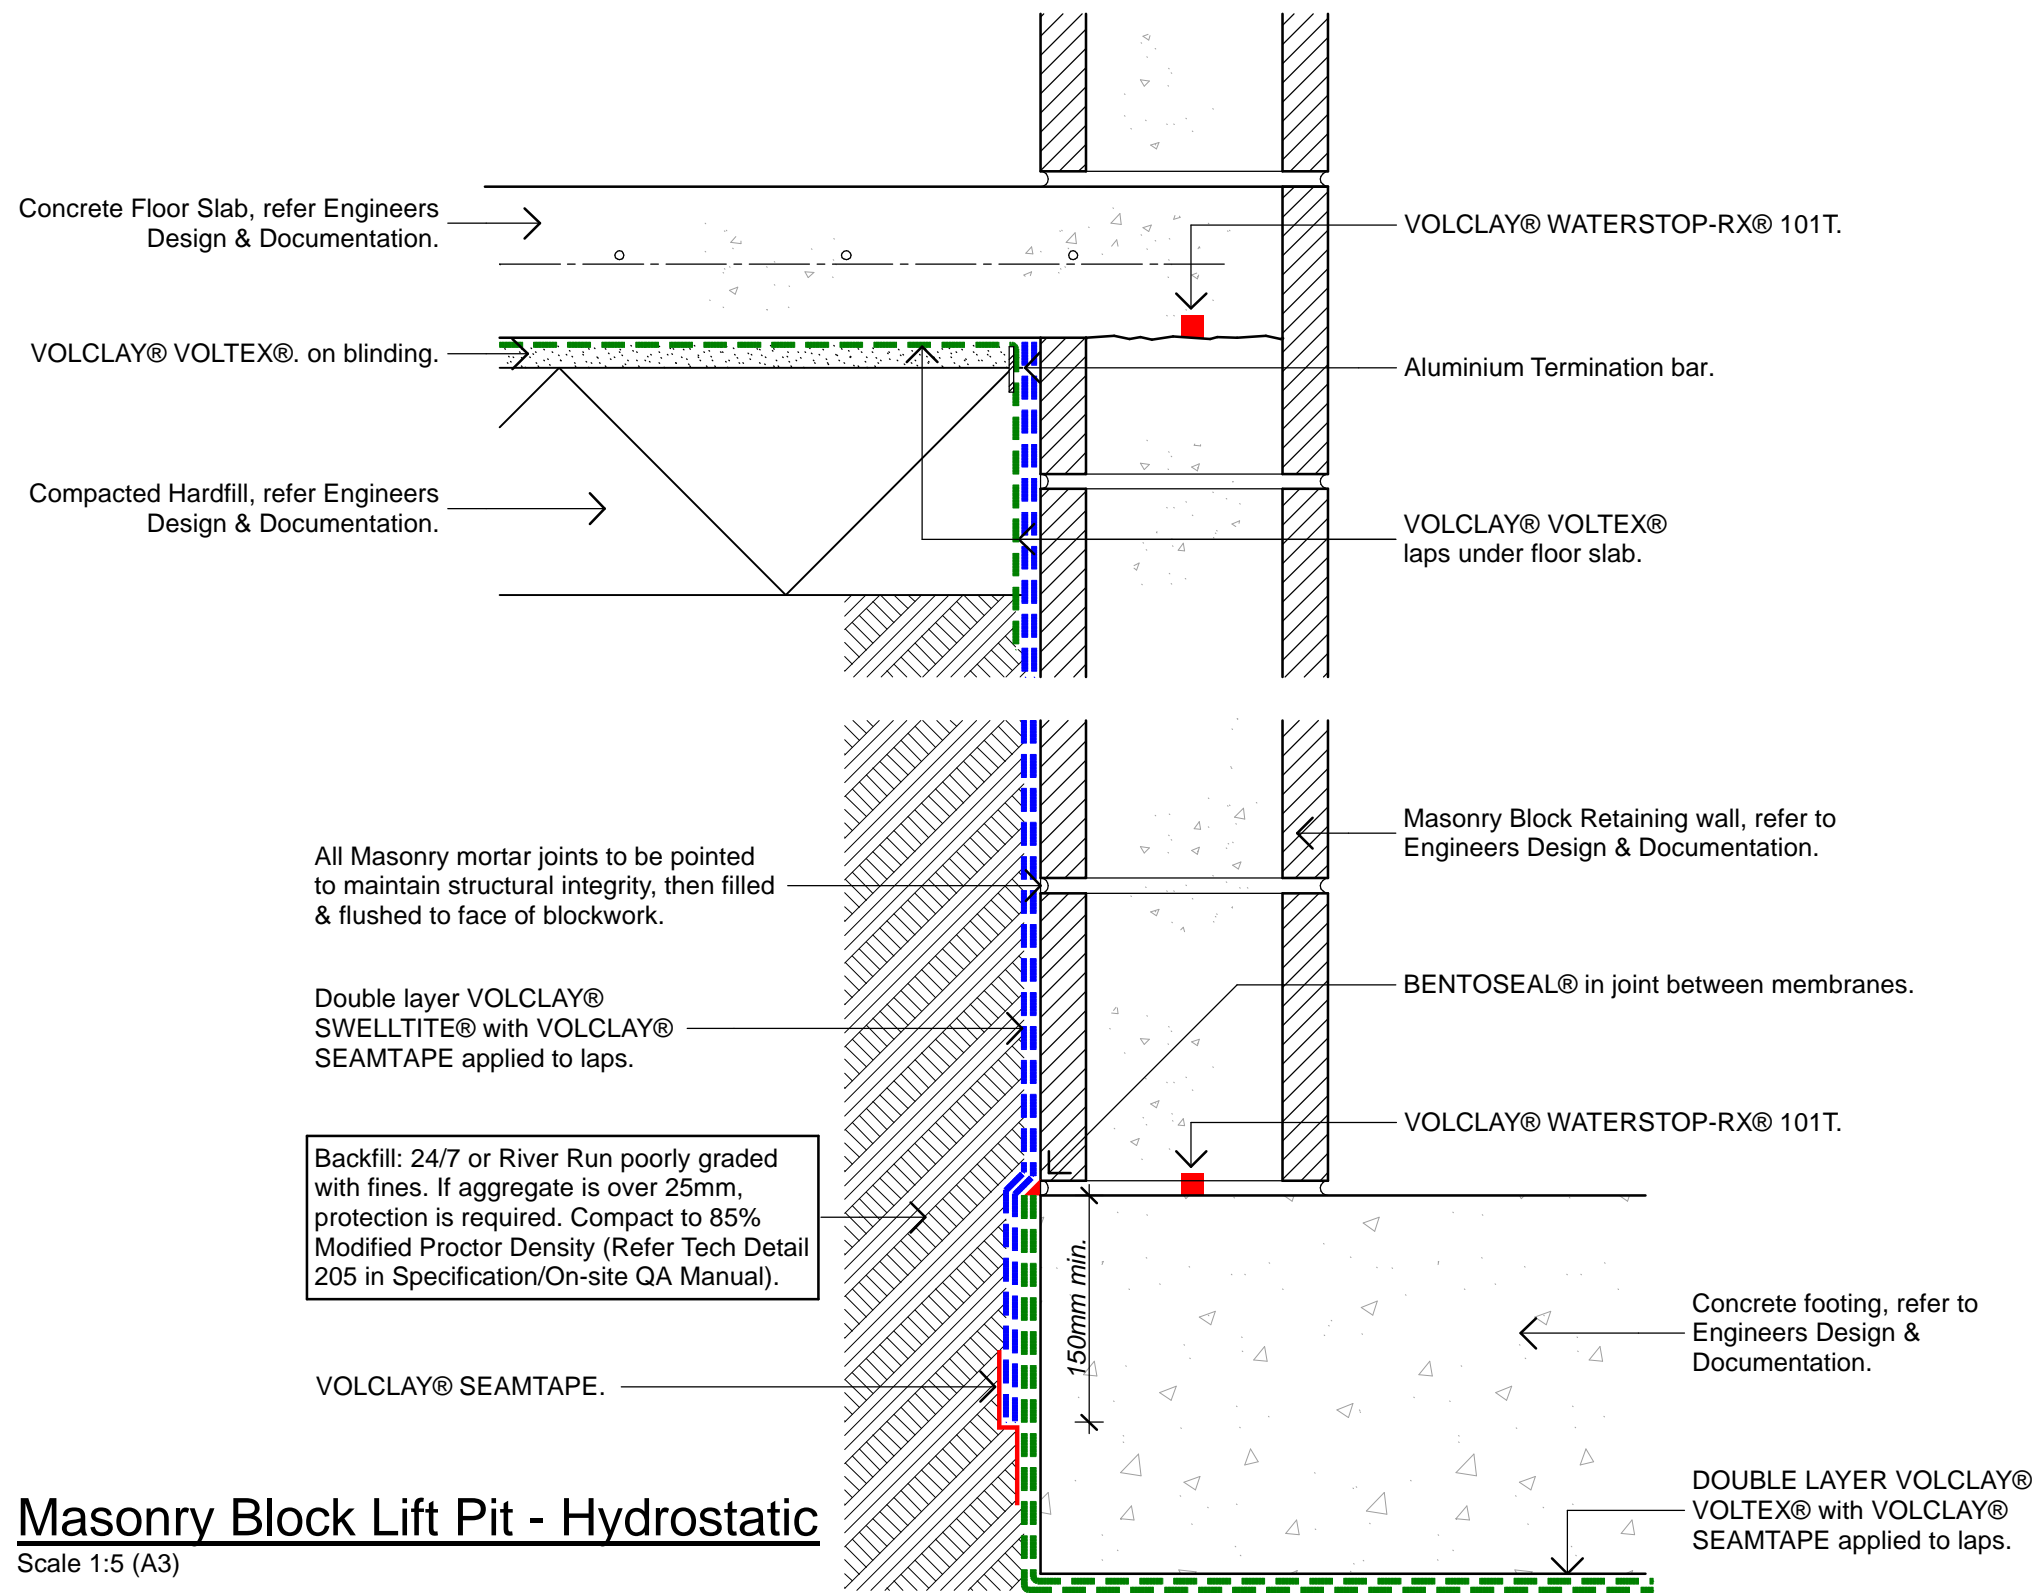 Concrete Floor Slab, refer Engineers
Design & Documentation.
VOLCLAY® VOLTEX®. on blinding.
Compacted Hardfill, refer Engineers
Design & Documentation.
VOLCLAY® WATERSTOP-RX® 101T.
Aluminium Termination bar.
VOLCLAY® VOLTEX®
laps under floor slab.
All Masonry mortar joints to be pointed
to maintain structural integrity, then filled
& flushed to face of blockwork.
Double layer VOLCLAY®
SWELLTITE® with VOLCLAY®
SEAMTAPE applied to laps.
Backfill: 24/7 or River Run poorly graded
with fines. If aggregate is over 25mm,
protection is required. Compact to 85%
Modified Proctor Density (Refer Tech Detail
205 in Specification/On-site QA Manual).
VOLCLAY® SEAMTAPE.
Masonry Block Retaining wall, refer to
Engineers Design & Documentation.
BENTOSEAL® in joint between membranes.
VOLCLAY® WATERSTOP-RX® 101T.
150mm min.
Concrete footing, refer to
Engineers Design &
Documentation.
DOUBLE LAYER VOLCLAY®
VOLTEX® with VOLCLAY®
SEAMTAPE applied to laps.
Masonry Block Lift Pit - Hydrostatic
Scale 1:5 (A3)